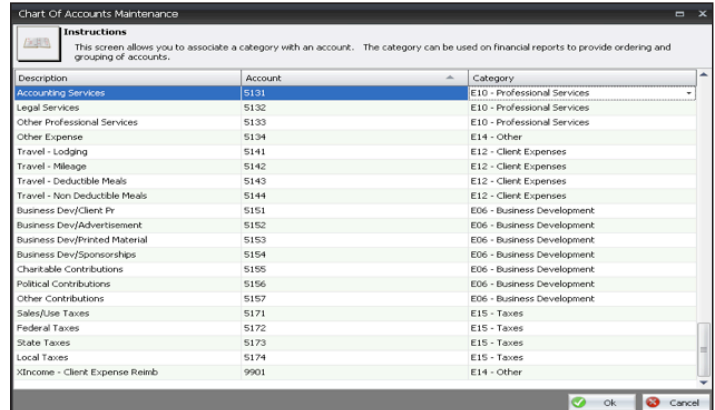 Chart Of Accounts Maintenance
Instructions
This screen allows you to associate a category with an account. The category can be used on financial reports to provide ordering and
grouping of accounts.
Description Account Category
Accounting Services 5131 E10 - Professional Services
Legal Services 5132 E10 - Professional Services
Other Professional Services 5133 E10 - Professional Services
Other Expense 5134 E14 - Other
Travel - Lodging 5141 E12 - Client Expenses
Travel - Mileage 5142 E12 - Client Expenses
Travel - Deductible Meals 5143 E12 - Client Expenses
Travel - Non Deductible Meals 5144 E12 - Client Expenses
Business Dev/Client Pr 5151 E06 - Business Development
Business Dev/Advertisement 5152 E06 - Business Development
Business Dev/Printed Material 5153 E06 - Business Development
Business Dev/Sponsorships 5154 E06 - Business Development
Charitable Contributions 5155 E06 - Business Development
Political Contributions 5156 E06 - Business Development
Other Contributions 5157 E06 - Business Development
Sales/Use Taxes 5171 E15 - Taxes
Federal Taxes 5172 E15 - Taxes
State Taxes 5173 E15 - Taxes
Local Taxes 5174 E15 - Taxes
XIncome - Client Expense Reimb 9901 E14 - Other
Ok Cancel